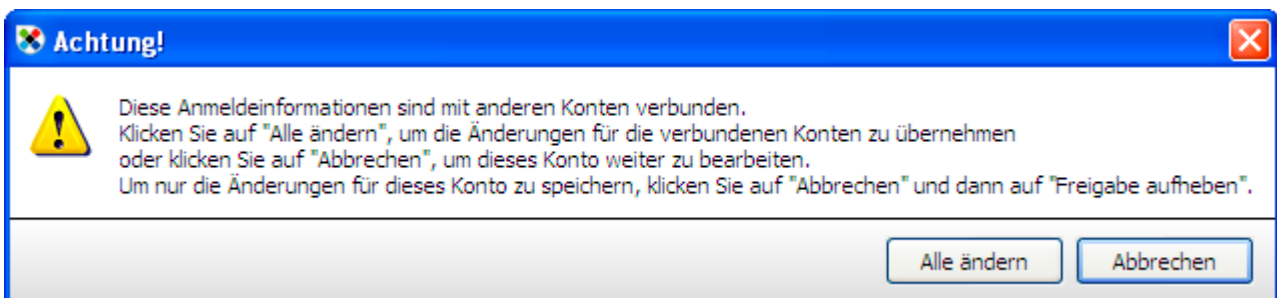 Achtung!
Diese Anmeldeinformationen sind mit anderen Konten verbunden.
Klicken Sie auf "Alle ändern", um die Änderungen für die verbundenen Konten zu übernehmen
oder klicken Sie auf "Abbrechen", um dieses Konto weiter zu bearbeiten.
Um nur die Änderungen für dieses Konto zu speichern, klicken Sie auf "Abbrechen" und dann auf "Freigabe aufheben".
Alle ändern Abbrechen